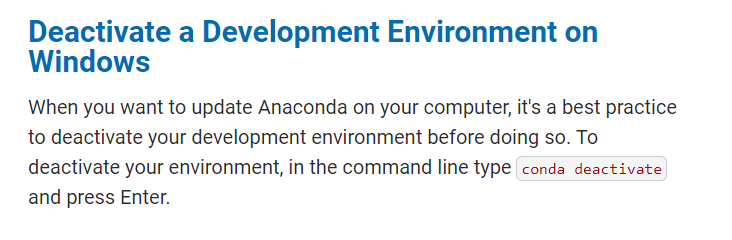 Deactivate a Development Environment on
Windows
When you want to update Anaconda on your computer, it's a best practice
to deactivate your development environment before doing so. To
deactivate your environment, in the command line type conda deactivate
and press Enter.